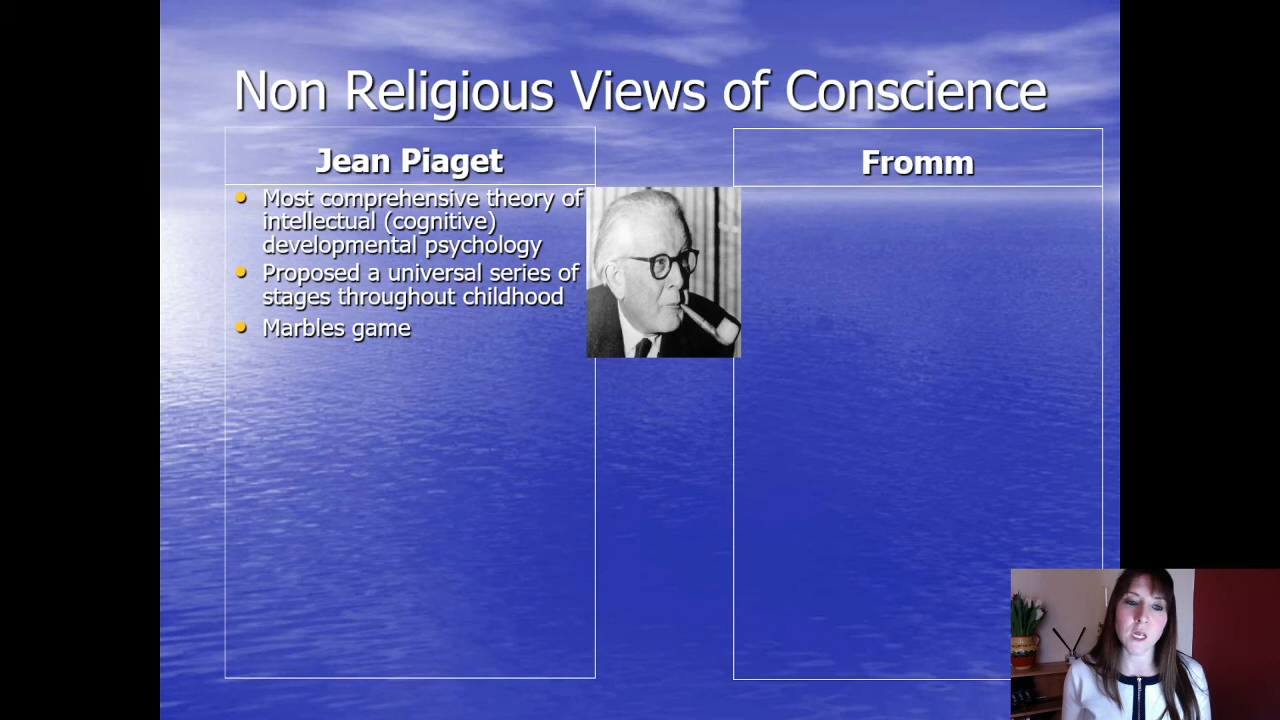 Non Religious Views of Conscience
Jean Piaget
Most comprehensive theory of
intellectual (cognitive)
developmental psychology
Proposed a universal series of
stages throughout childhood
Marbles game
Fromm